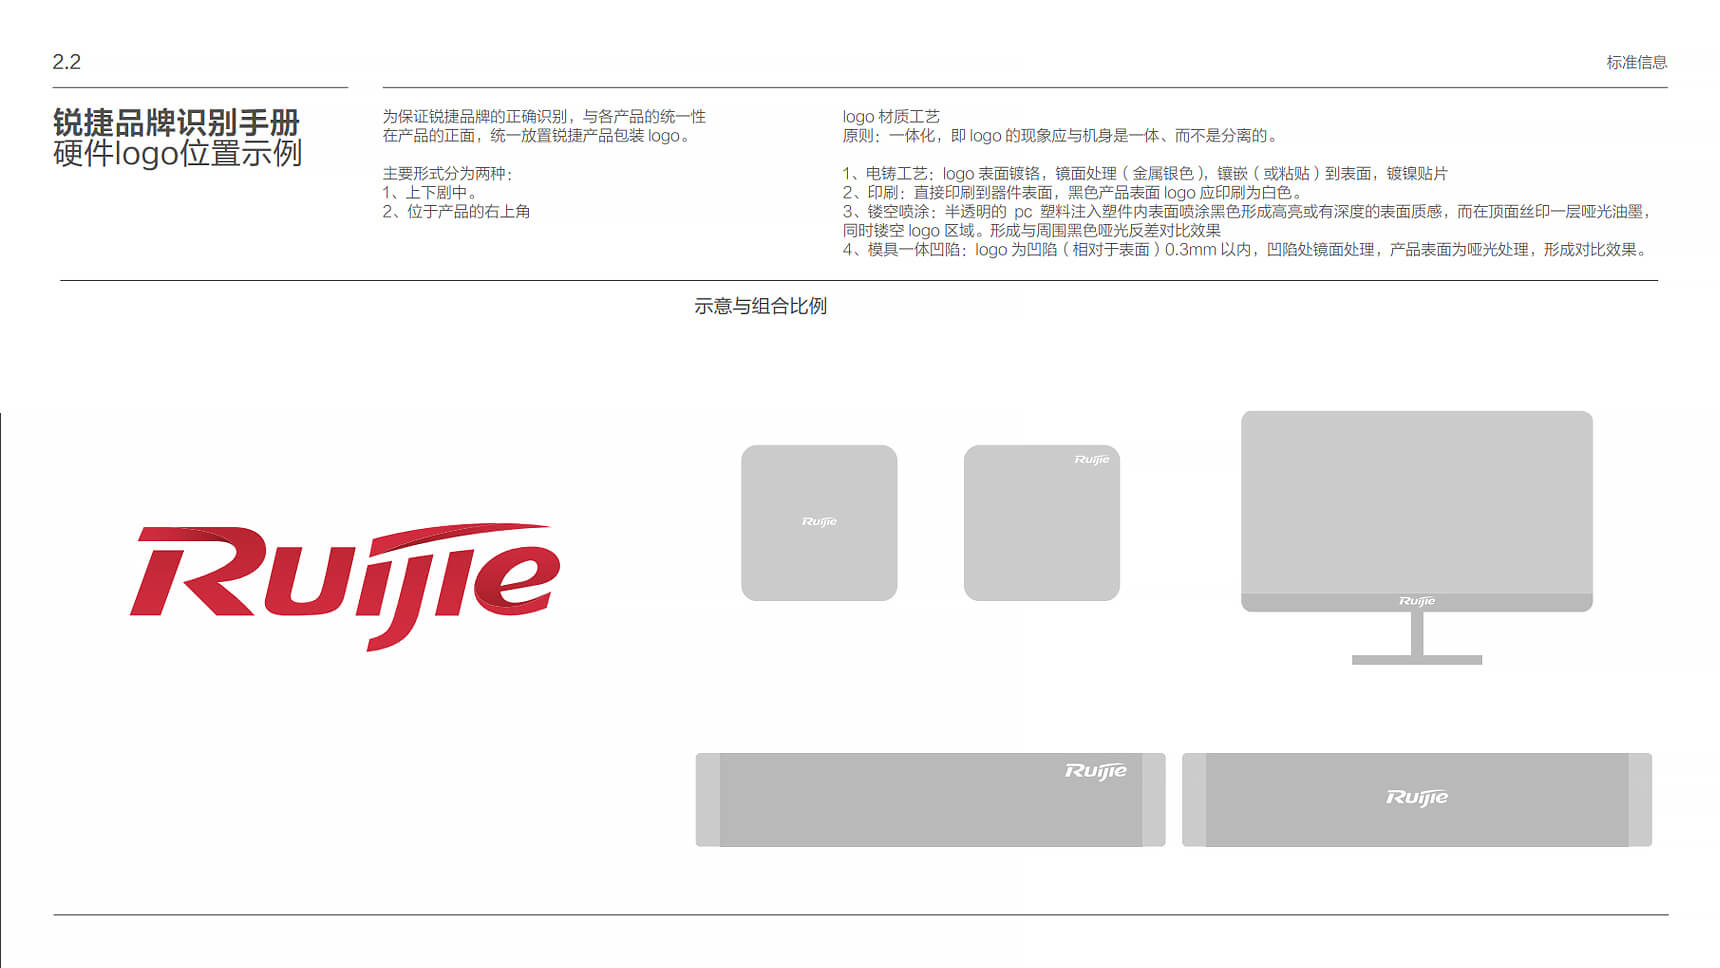 2.2
标准信息
锐捷品牌识别手册
硬件logo位置示例
为保证锐捷品牌的正确识别，与各产品的统一性
在产品的正面，统一放置锐捷产品包装 logo。
主要形式分为两种：
1、上下剧中。
2、位于产品的右上角
logo 材质工艺
原则：一体化，即 logo 的现象应与机身是一体、而不是分离的。
1、电铸工艺：logo 表面镀铬，镜面处理（金属银色），镶嵌（或粘贴）到表面，镀镍贴片
2、印刷：直接印刷到器件表面，黑色产品表面 logo 应印刷为白色。
3、镂空喷涂：半透明的 pc 塑料注入塑件内表面喷涂黑色形成高亮或有深度的表面质感，而在顶面丝印一层哑光油墨，
同时镂空 logo 区域。形成与周围黑色哑光反差对比效果
4、模具一体凹陷：logo 为凹陷（相对于表面）0.3mm 以内，凹陷处镜面处理，产品表面为哑光处理，形成对比效果。
示意与组合比例
Ruijie
Ruijie
Ruijie
Ruijie
Ruijie
Ruijie